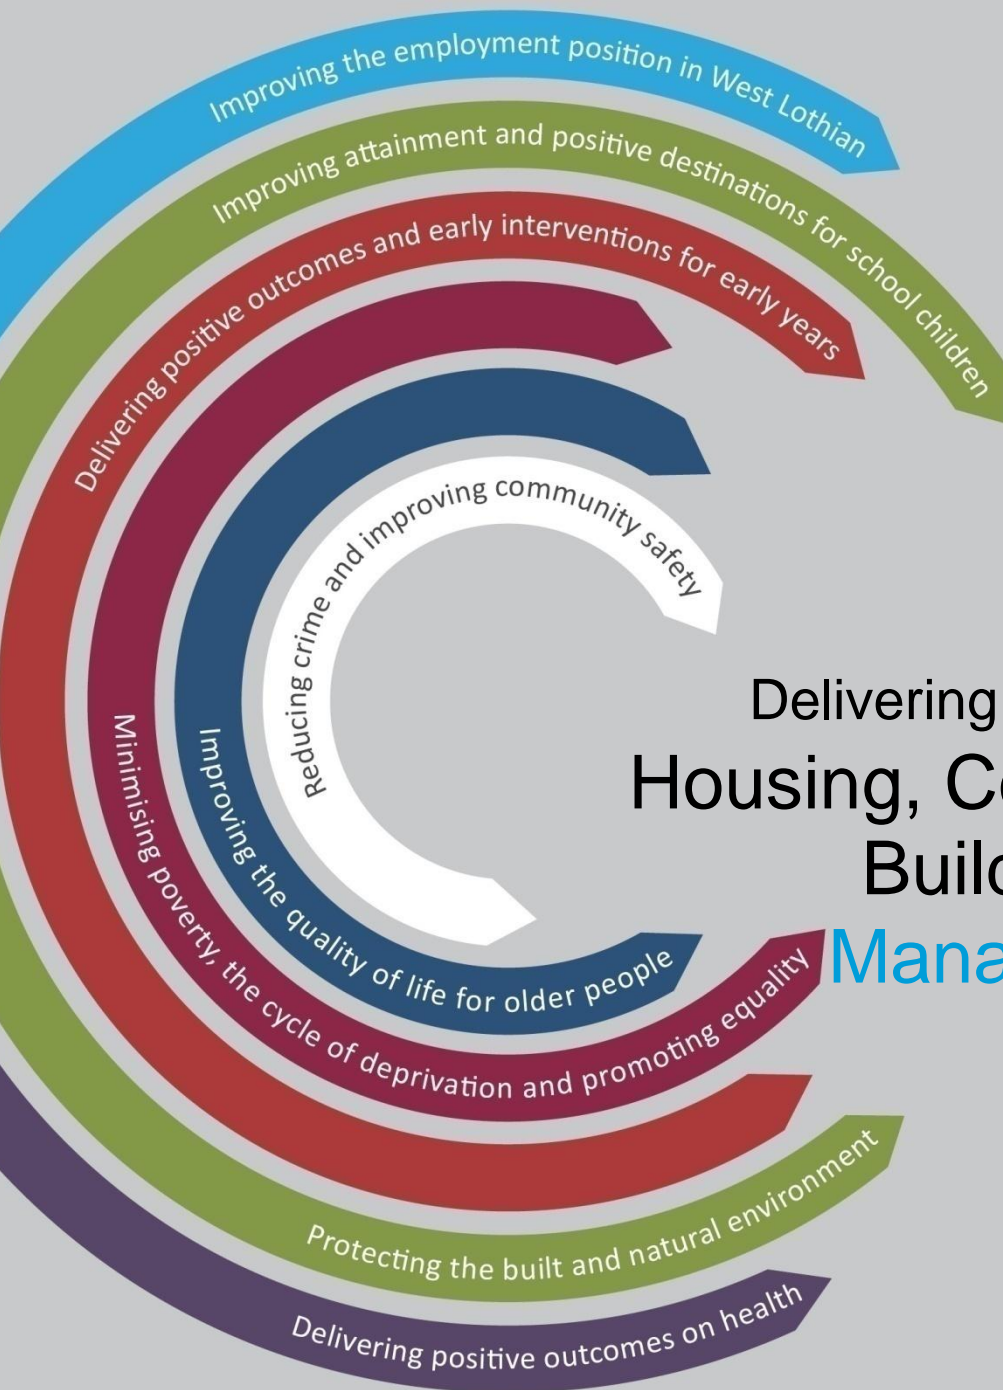 Improving the employment position in West Lothian
Improving attainment and positive destinations for school children
Delivering positive outcomes and early interventions for early years
Reducing crime and improving community safety
Delivering
Housing, C
Build
Mana
Improving the quality of life for older people
Minimising poverty, the cycle of deprivation and promoting equality
Protecting the built and natural environment
Delivering positive outcomes on health